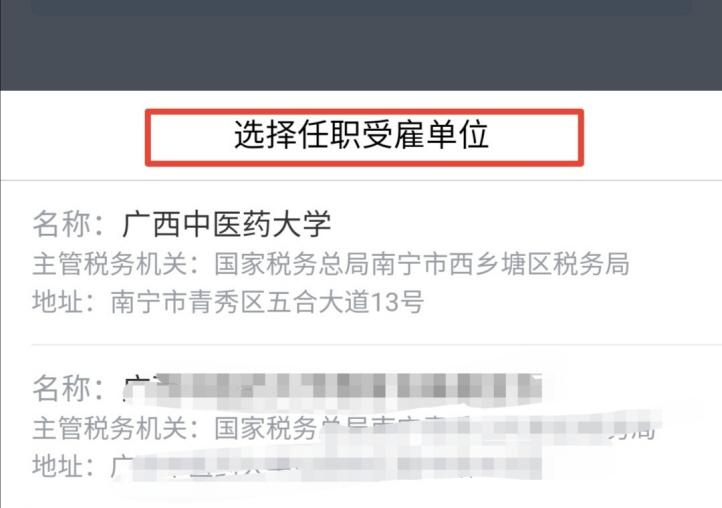 选择任职受雇单位
名称：广西中医药大学
主管税务机关：国家税务总局南宁市西乡塘区税务局
地址：南宁市青秀区五合大道13号
名称：
主管税务机关：国家税务
地址：广